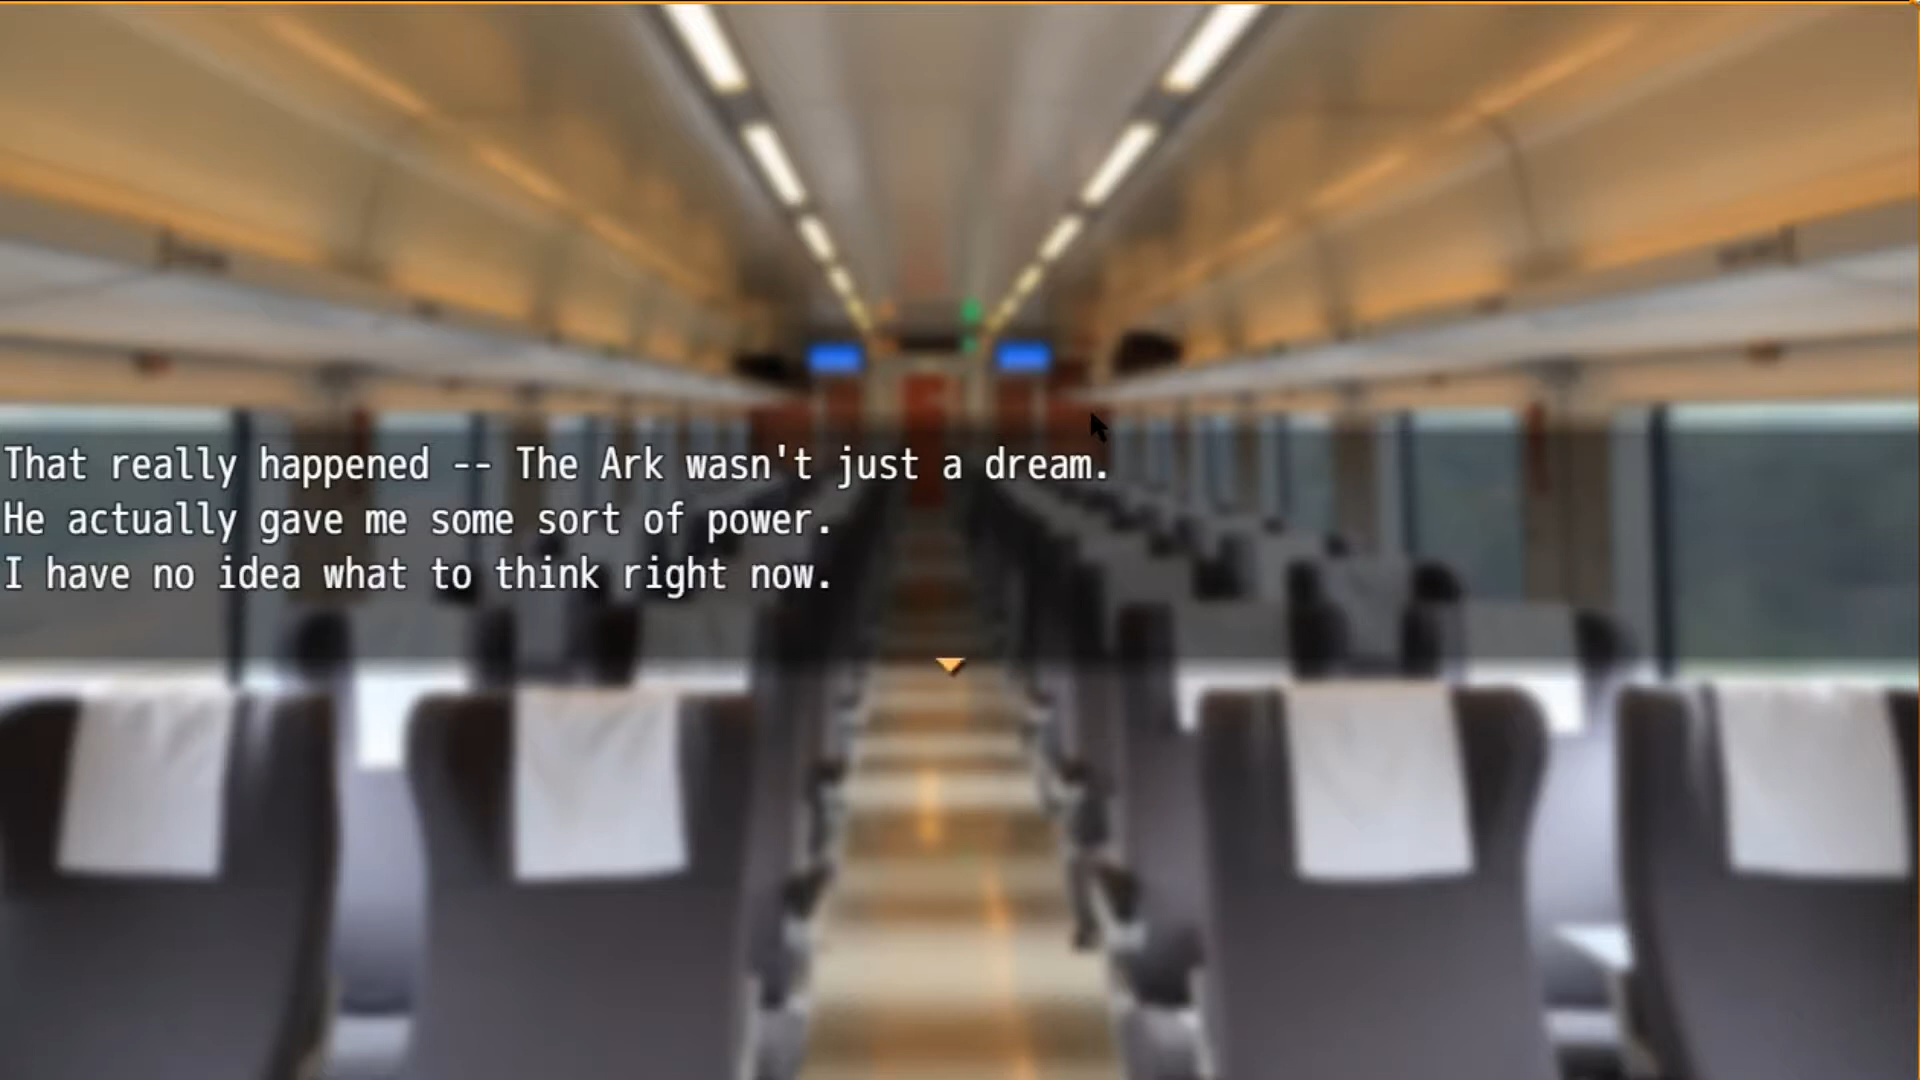 That really happened -- The Ark wasn't just a dream.
He actually gave me some sort of power.
I have no idea what to think right now.